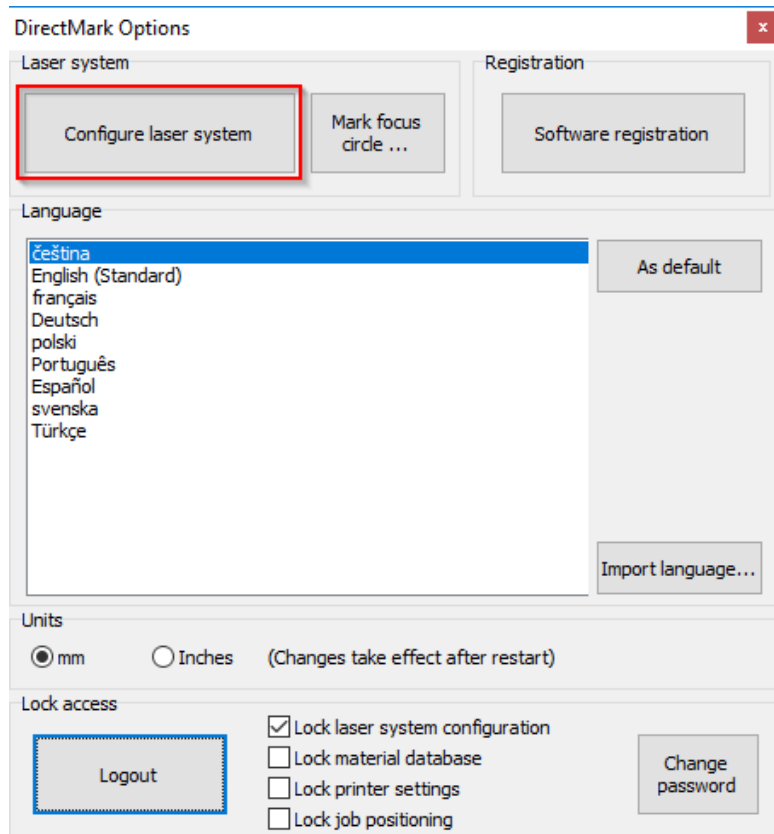 DirectMark Options
x
Laser system
Configure laser system
Mark focus
circle ...
Registration
Software registration
Language
čeština
English (Standard)
français
Deutsch
polski
Português
Español
svenska
Türkçe
As default
Import language...
Units
mm
Inches
(Changes take effect after restart)
Lock access
Logout
Lock laser system configuration
Lock material database
Lock printer settings
Lock job positioning
Change
password